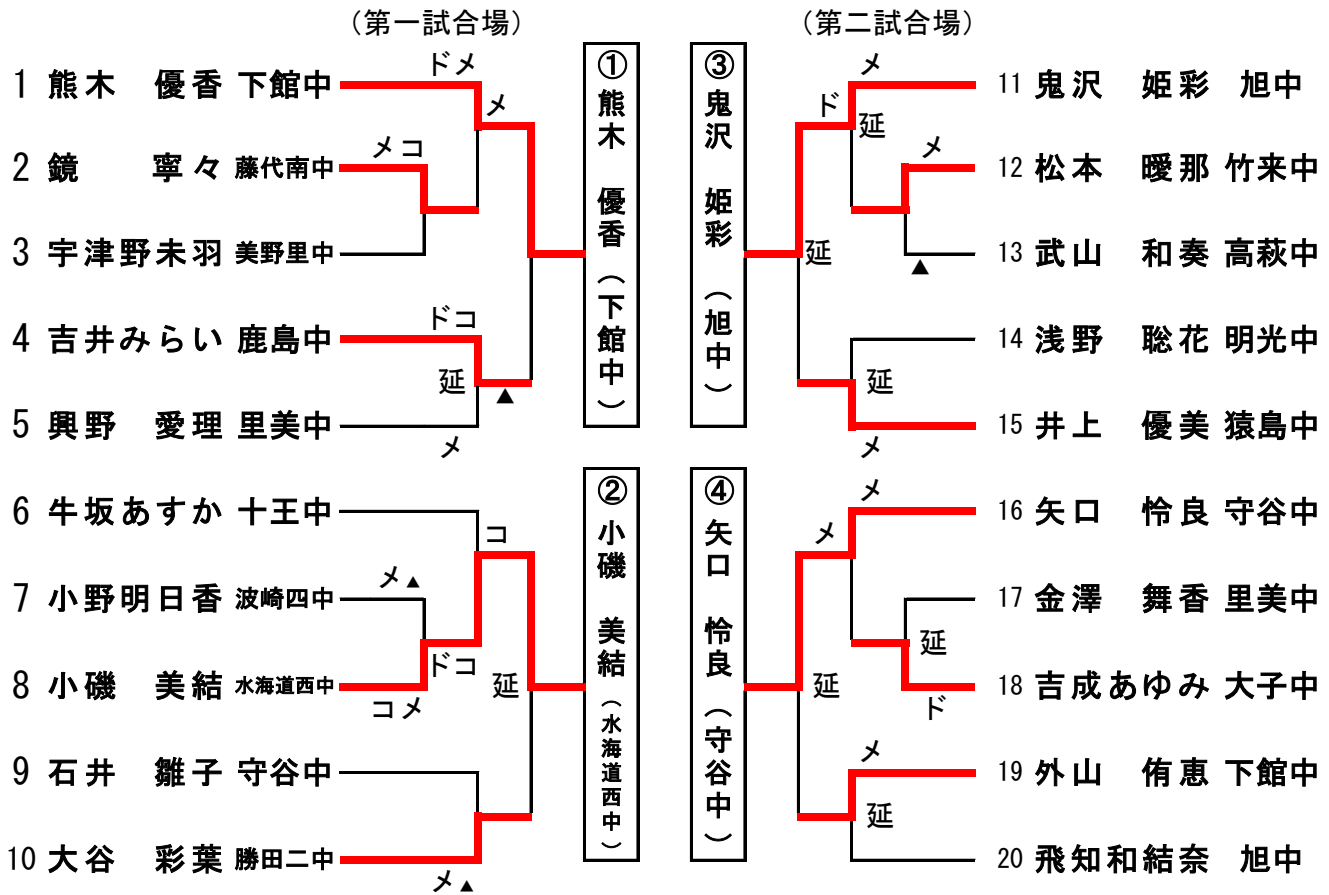 (第一試合場)
ドメ
1 熊木 優香 下館中
メ
メコ
2 鏡 寧々 藤代南中
3 宇津野未羽 美野里中
ドコ
4 吉井みらい 鹿島中
延
▲
5 興野 愛理 里美中
メ
6 牛坂あすか 十王中
コ
メ▲
7 小野明日香 波崎四中
ドコ
延
8 小磯 美結 水海道西中
コメ
9 石井 雛子 守谷中
10 大谷 彩葉 勝田二中
メ▲
①熊木 優香(下館中)
②小磯 美結(水海道西中)
③鬼沢 姫彩(旭中)
④矢口 怜良(守谷中)
(第二試合場)
メ
11 鬼沢 姫彩 旭中
ド
延
メ
12 松本 曖那 竹来中
延
13 武山 和奏 高萩中
▲
14 浅野 聡花 明光中
延
15 井上 優美 猿島中
メ
メ
16 矢口 怜良 守谷中
メ
17 金澤 舞香 里美中
延
延
18 吉成あゆみ 大子中
ド
メ
19 外山 侑恵 下館中
延
20 飛知和結奈 旭中